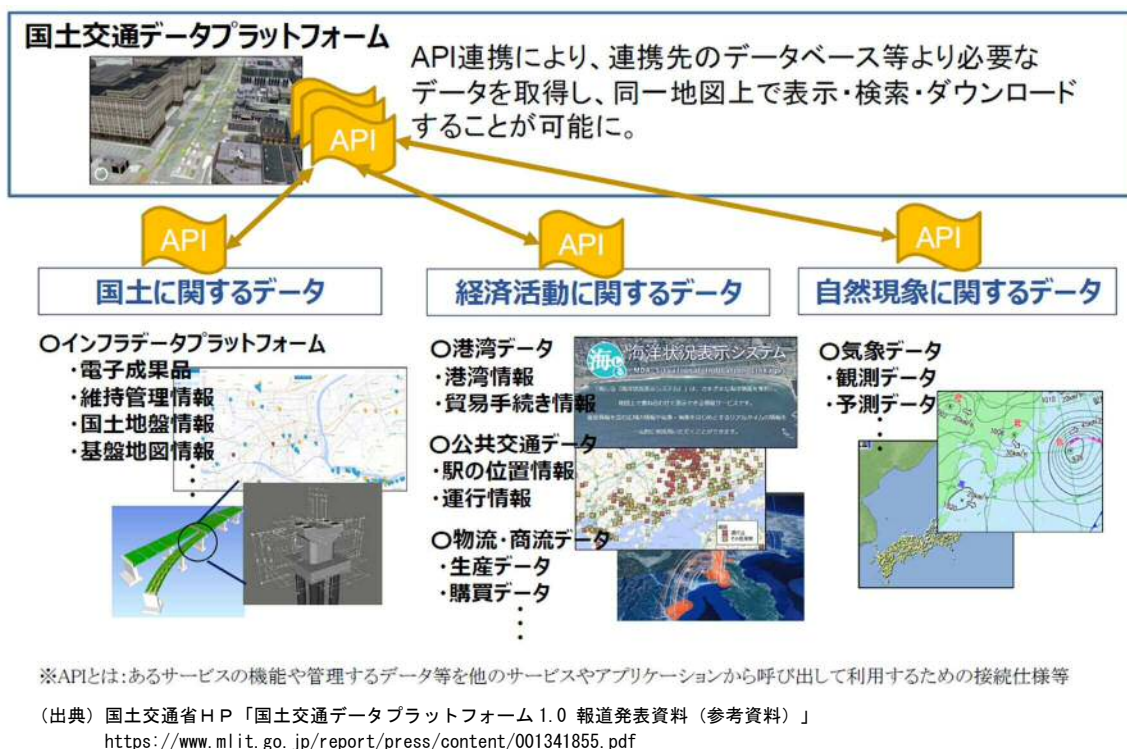 国土交通データプラットフォーム
API連携により、連携先のデータベース等より必要な
データを取得し、同一地図上で表示・検索・ダウンロード
することが可能に。
API
API
API
API
国土に関するデータ
経済活動に関するデータ
自然現象に関するデータ
〇インフラデータプラットフォーム
・電子成果品
・維持管理情報
・国土地盤情報
・基盤地図情報
〇港湾データ
・港湾情報
・貿易手続き情報
〇公共交通データ
・駅の位置情報
・運行情報
〇物流・商流データ
・生産データ
・購買データ
海しる
海洋状況表示システム
〇気象データ
・観測データ
・予測データ
※APIとは:あるサービスの機能や管理するデータ等を他のサービスやアプリケーションから呼び出して利用するための接続仕様等
(出典)国土交通省HP「国土交通データプラットフォーム1.0 報道発表資料(参考資料)」
https://www.mlit.go.jp/report/press/content/001341855.pdf